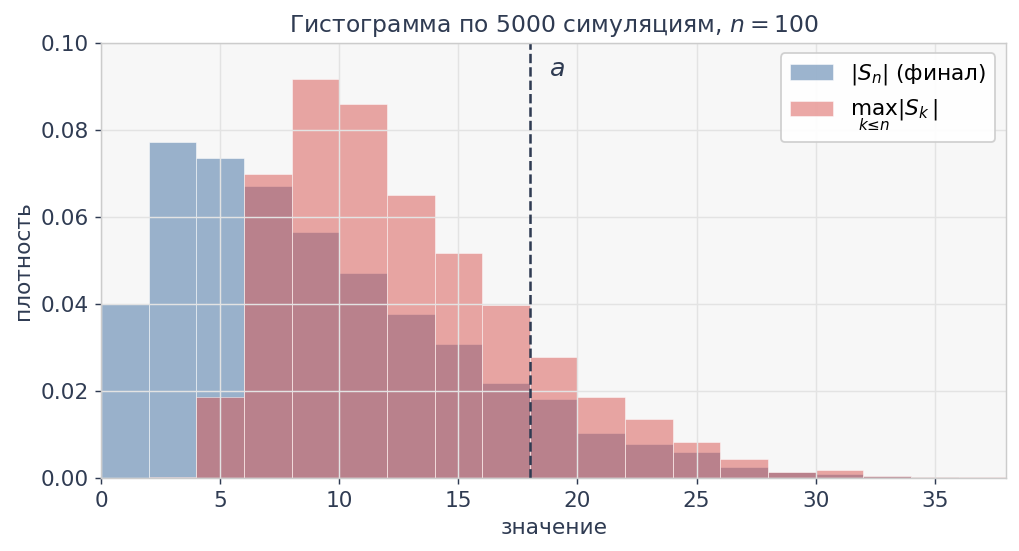 Гистограмма по 5000 симуляциям, n = 100
плотность
0.10
0.08
0.06
0.04
0.02
0.00
a
|Sₙ| (финал)
max|Sₖ|
k≤n
0 5 10 15 20 25 30 35
значение